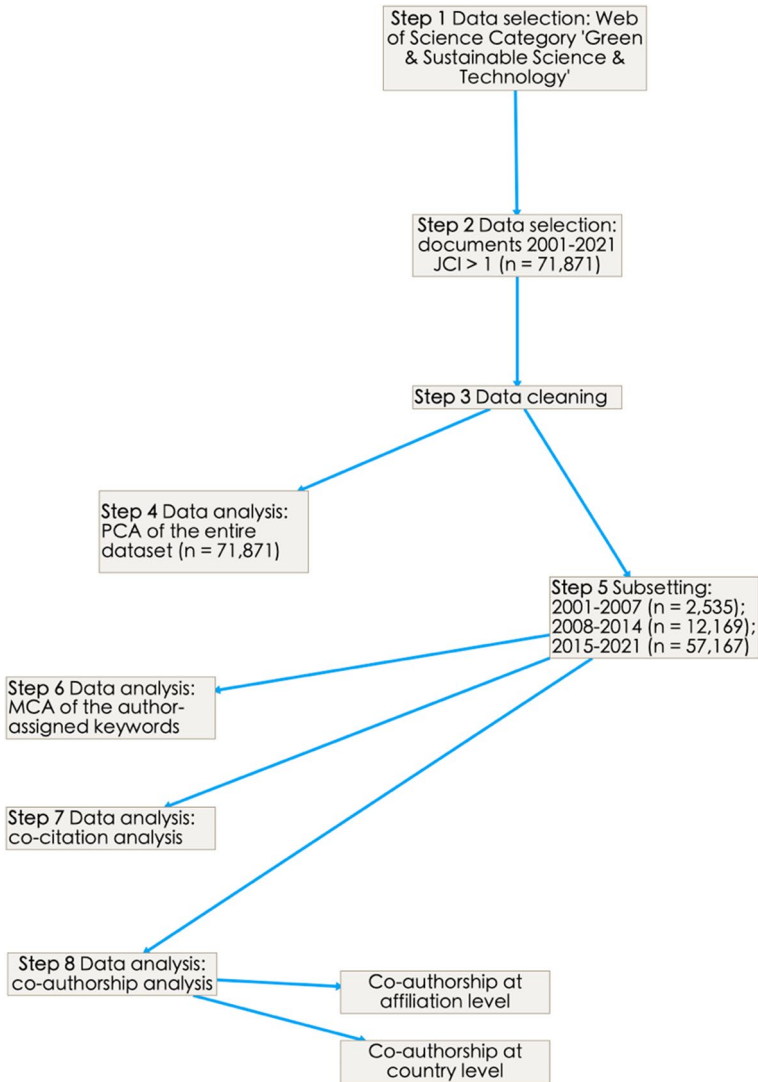 Step 1 Data selection: Web
of Science Category 'Green
& Sustainable Science &
Technology'
Step 2 Data selection:
documents 2001-2021
JCI > 1 (n = 71,871)
Step 3 Data cleaning
Step 4 Data analysis:
PCA of the entire
dataset (n = 71,871)
Step 5 Subsetting:
2001-2007 (n = 2,535);
2008-2014 (n = 12,169);
2015-2021 (n = 57,167)
Step 6 Data analysis:
MCA of the author-
assigned keywords
Step 7 Data analysis:
co-citation analysis
Step 8 Data analysis:
co-authorship analysis
Co-authorship at
affiliation level
Co-authorship at
country level